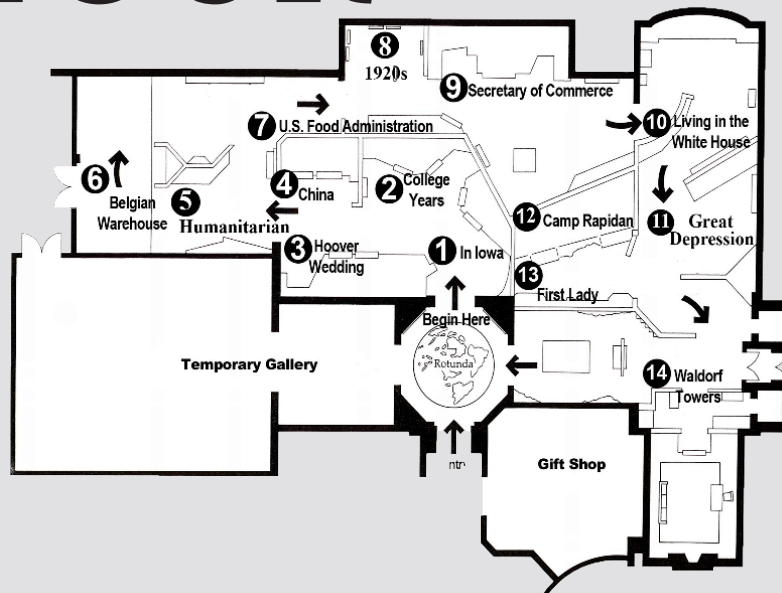 8
1920s
9 Secretary of Commerce
7 U.S. Food Administration
10 Living in the
White House
6
Belgian
Warehouse
5
Humanitarian
4 China
2 College
Years
12 Camp Rapidan
11 Great
Depression
3 Hoover
Wedding
1 In Iowa
13
First Lady
Begin Here
Rotunda
Temporary Gallery
14 Waldorf
Towers
Gift Shop